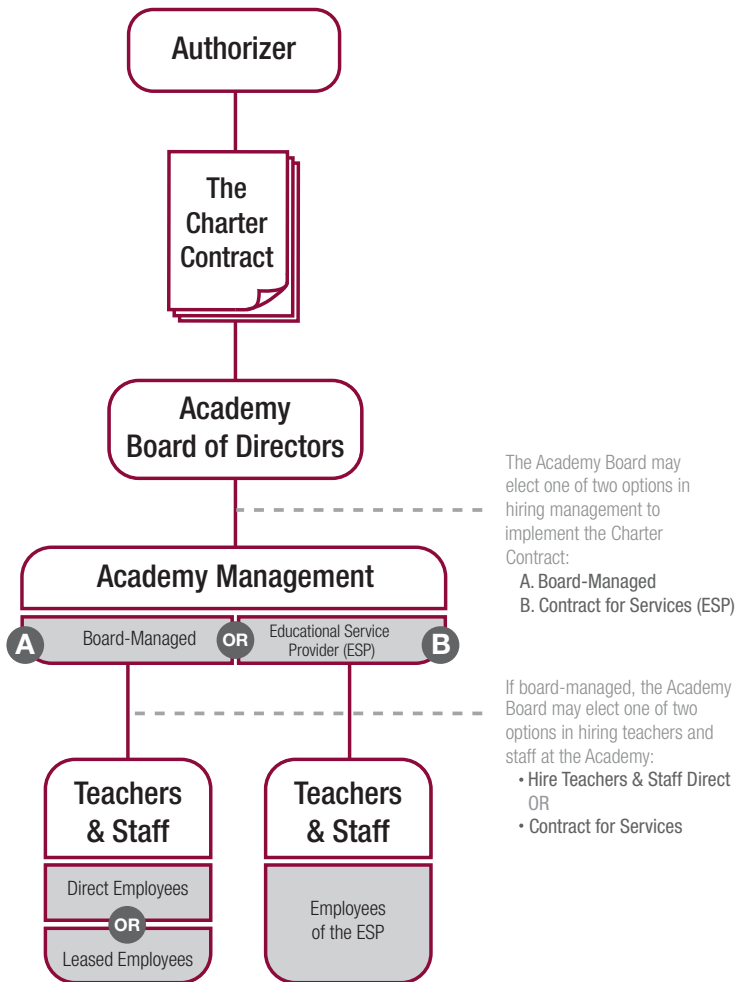 Authorizer
The
Charter
Contract
Academy
Board of Directors
The Academy Board may
elect one of two options in
hiring management to
implement the Charter
Contract:
A. Board-Managed
B. Contract for Services (ESP)
Academy Management
A
Board-Managed
OR
Educational Service
Provider (ESP)
B
If board-managed, the Academy
Board may elect one of two
options in hiring teachers and
staff at the Academy:
• Hire Teachers & Staff Direct
OR
• Contract for Services
Teachers
& Staff
Direct Employees
OR
Leased Employees
Teachers
& Staff
Employees
of the ESP